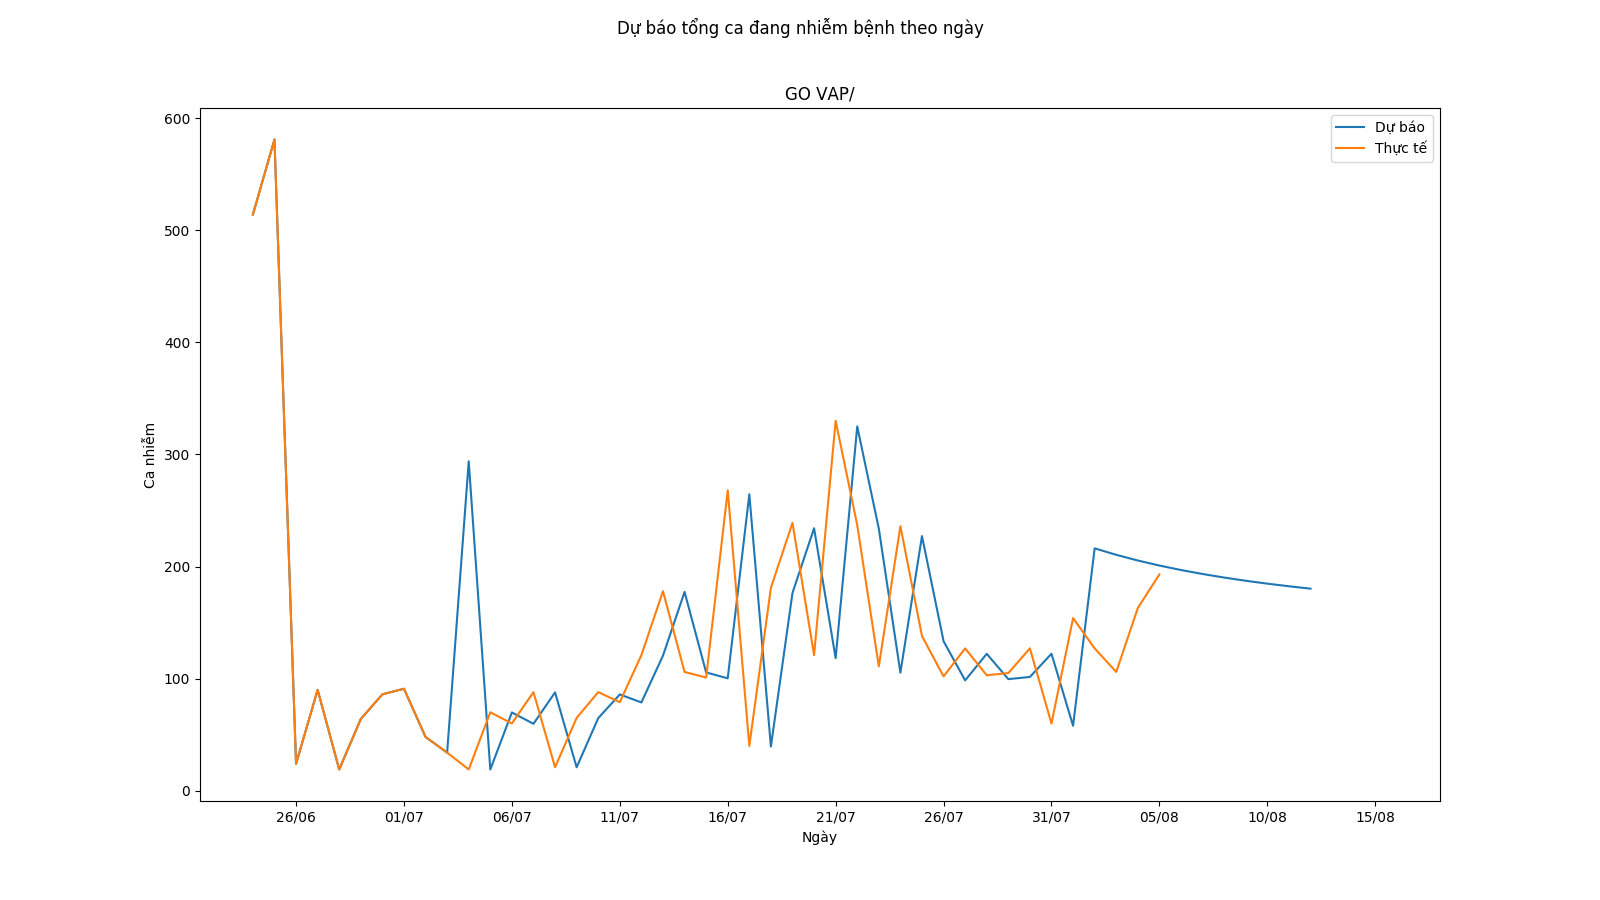 Dự báo tổng ca đang nhiễm bệnh theo ngày
GO VAP/
Dự báo
Thực tế
600
500
400
300
200
100
0
Ca nhiễm
26/06 01/07 06/07 11/07 16/07 21/07 26/07 31/07 05/08 10/08 15/08
Ngày